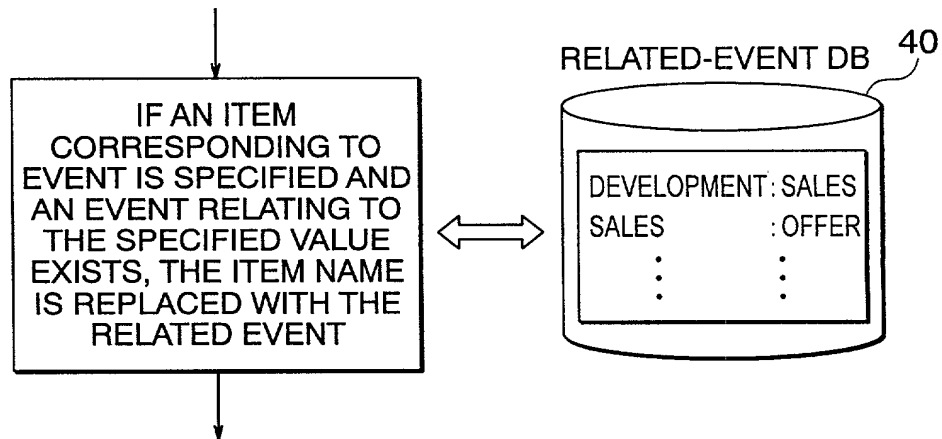 IF AN ITEM
CORRESPONDING TO
EVENT IS SPECIFIED AND
AN EVENT RELATING TO
THE SPECIFIED VALUE
EXISTS, THE ITEM NAME
IS REPLACED WITH THE
RELATED EVENT
RELATED-EVENT DB
40
DEVELOPMENT : SALES
SALES : OFFER